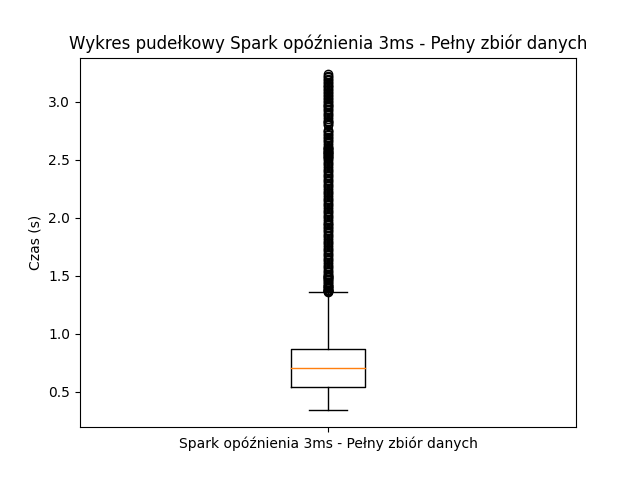 Wykres pudełkowy Spark opóźnienia 3ms - Pełny zbiór danych
3.0
2.5
2.0
1.5
1.0
0.5
Czas (s)
Spark opóźnienia 3ms - Pełny zbiór danych